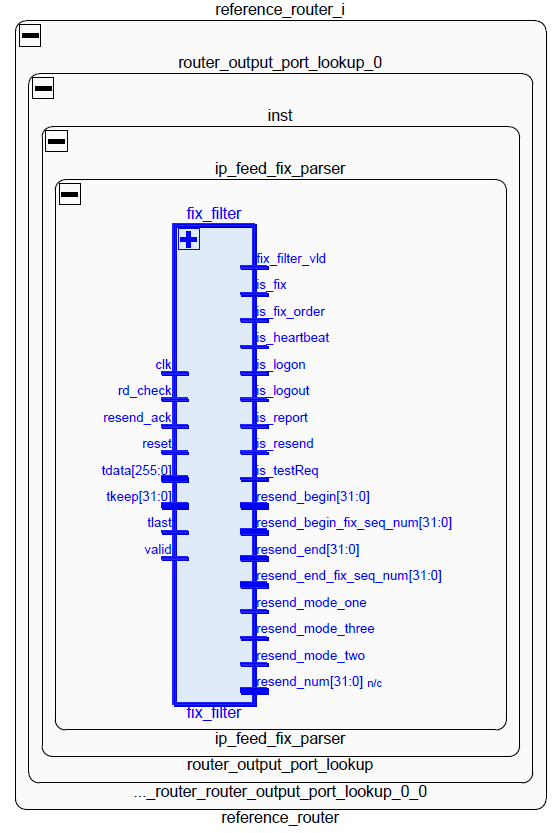 reference_router_i
router_output_port_lookup_0
inst
ip_feed_fix_parser
fix_filter
fix_filter_vld
is_fix
is_fix_order
is_heartbeat
clk is_logon
rd_check is_logout
resend_ack is_report
reset is_resend
tdata[255:0] is_testReq
tkeep[31:0] resend_begin[31:0]
tlast resend_begin_fix_seq_num[31:0]
valid resend_end[31:0]
resend_end_fix_seq_num[31:0]
resend_mode_one
resend_mode_three
resend_mode_two
resend_num[31:0] n/c
fix_filter
ip_feed_fix_parser
router_output_port_lookup
..._router_router_output_port_lookup_0_0
reference_router